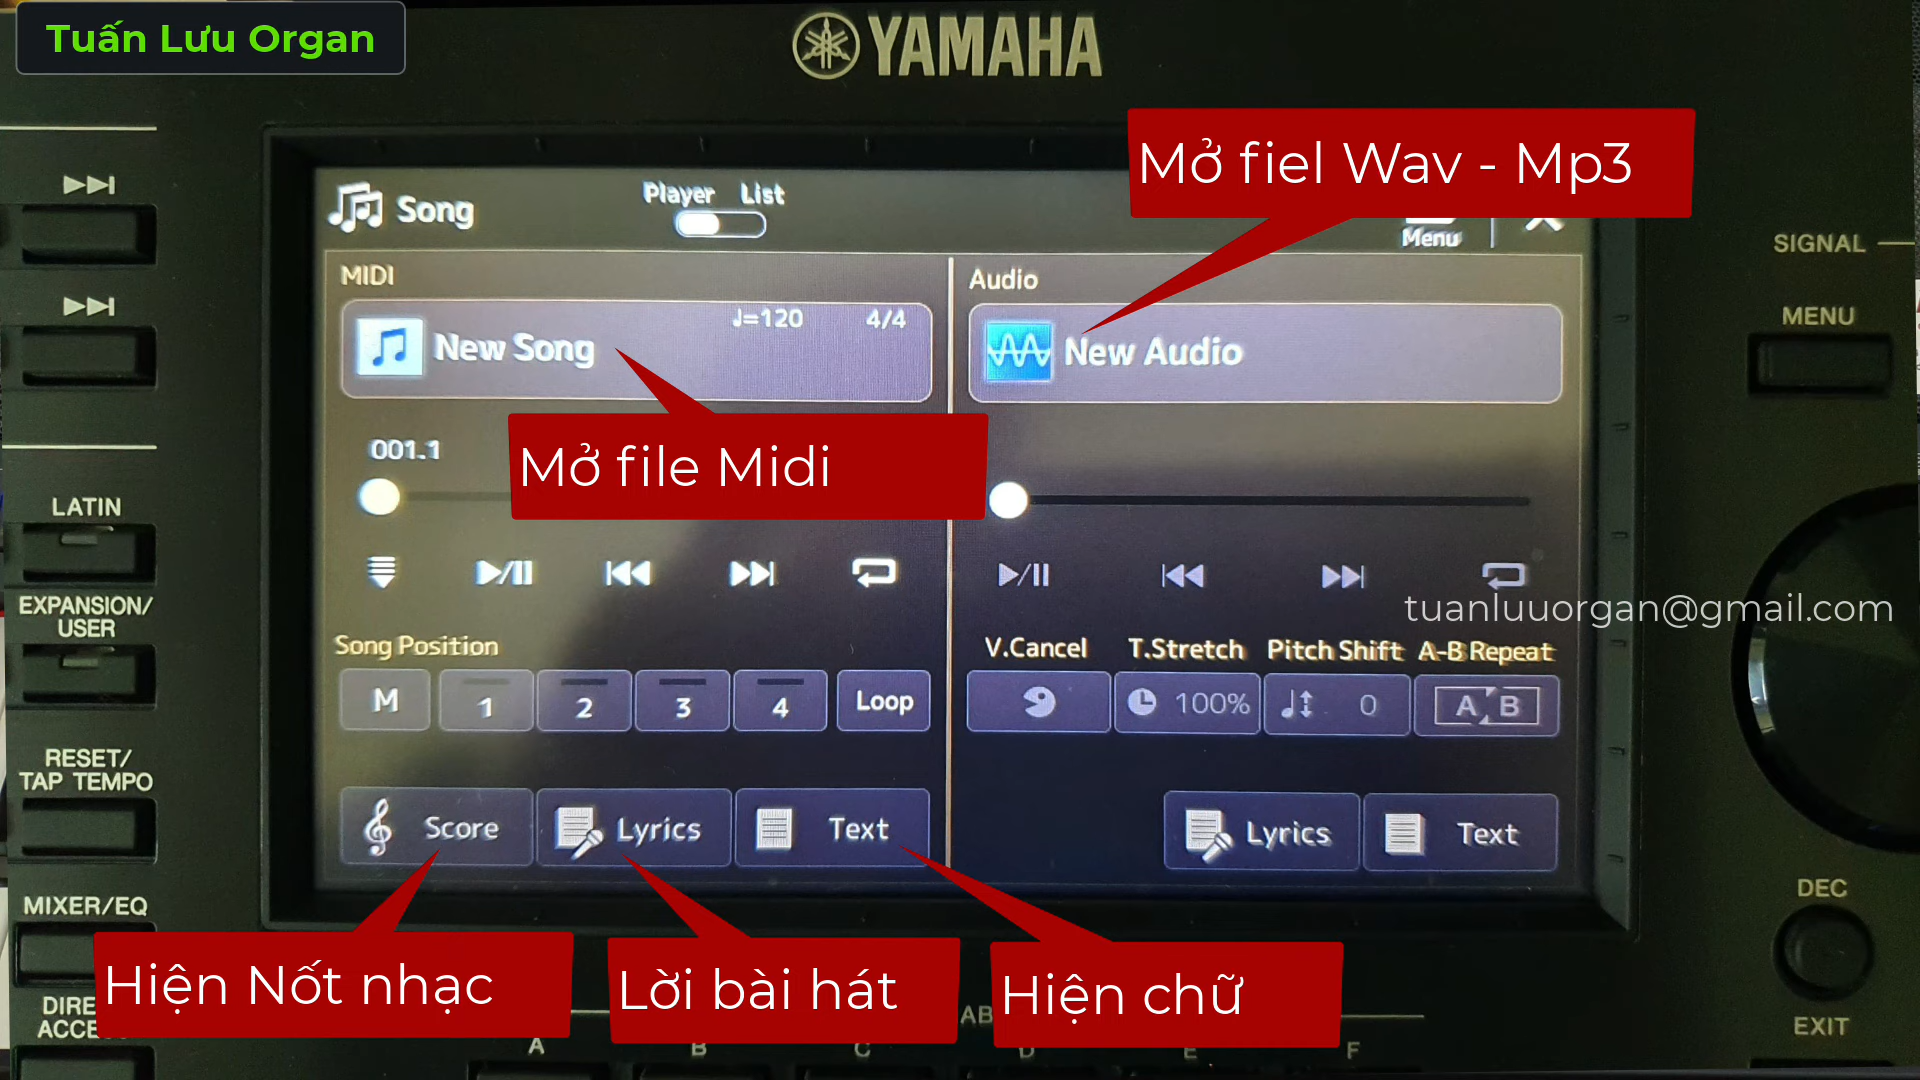 Tuấn Lưu Organ
YAMAHA
Mở fiel Wav - Mp3
Song
Player List
Menu
SIGNAL
MENU
MIDI
Audio
♩=120 4/4
New Song
New Audio
Mở file Midi
001.1
LATIN
EXPANSION/
USER
tuanluuorgan@gmail.com
Song Position
V.Cancel T.Stretch Pitch Shift A-B Repeat
M 1 2 3 4 Loop
100% 0 A B
RESET/
TAP TEMPO
Score Lyrics Text
Lyrics Text
MIXER/EQ
DEC
Hiện Nốt nhạc
Lời bài hát
Hiện chữ
DIRE
ACCE
AB
EXIT
A B C D E F